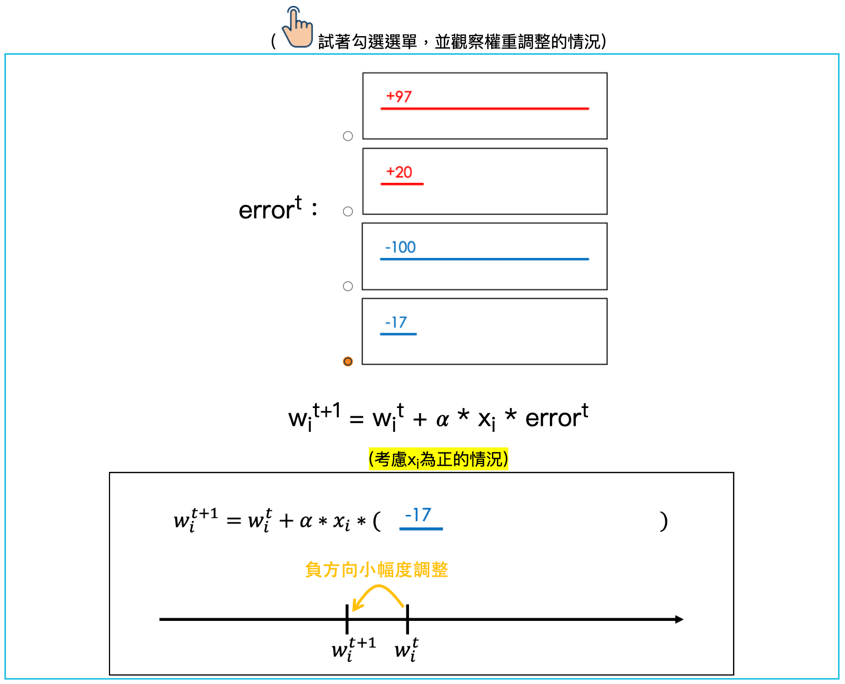 ( 試著勾選選單，並觀察權重調整的情況)
+97
+20
errorᵗ：
-100
-17
wᵢᵗ⁺¹ = wᵢᵗ + α * xᵢ * errorᵗ
(考慮xᵢ為正的情況)
wᵢᵗ⁺¹ = wᵢᵗ + α * xᵢ * ( -17 )
負方向小幅度調整
wᵢᵗ⁺¹ wᵢᵗ